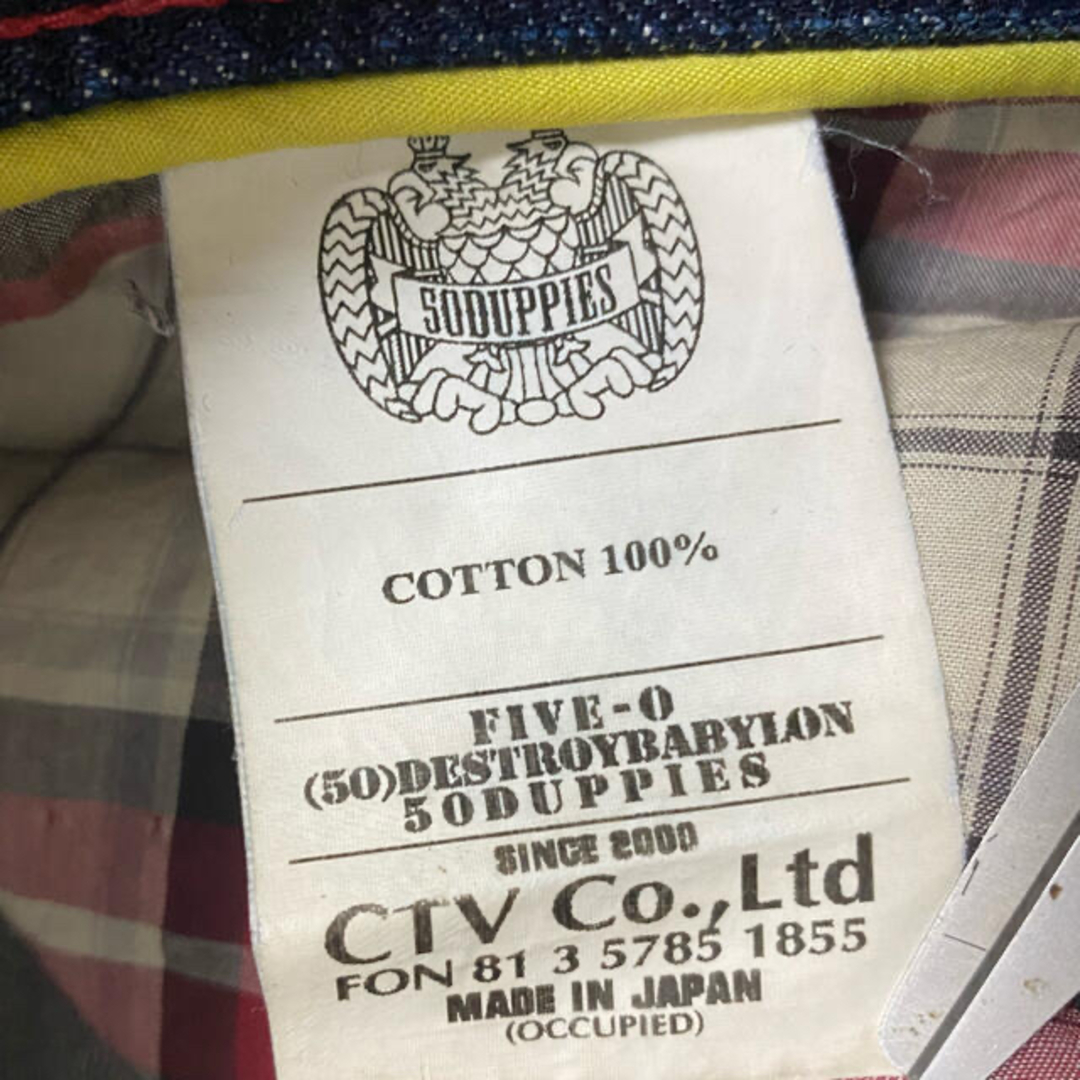 50DUPPIES
COTTON 100%
FIVE-O
(50)DESTROYBABYLON
50DUPPIES
SINCE 2000
CTV Co.,Ltd
FON 81 3 5785 1855
MADE IN JAPAN
(OCCUPIED)